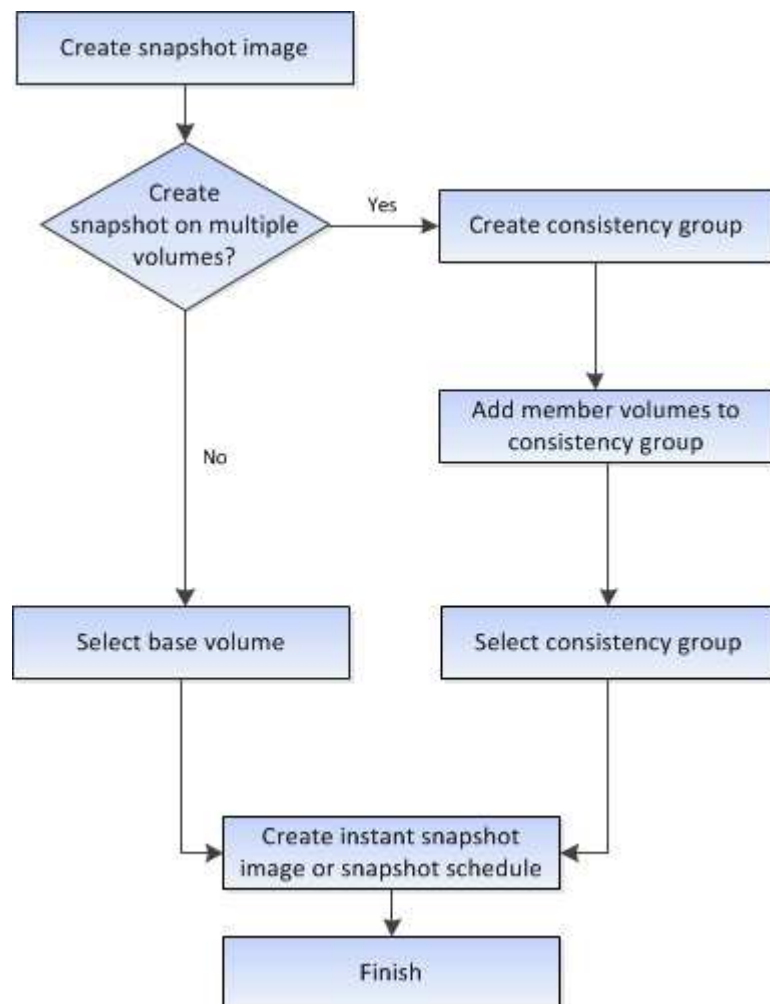 Create snapshot image
Create
snapshot on multiple
volumes?
Yes
Create consistency group
Add member volumes to
consistency group
No
Select base volume
Select consistency group
Create instant snapshot
image or snapshot schedule
Finish